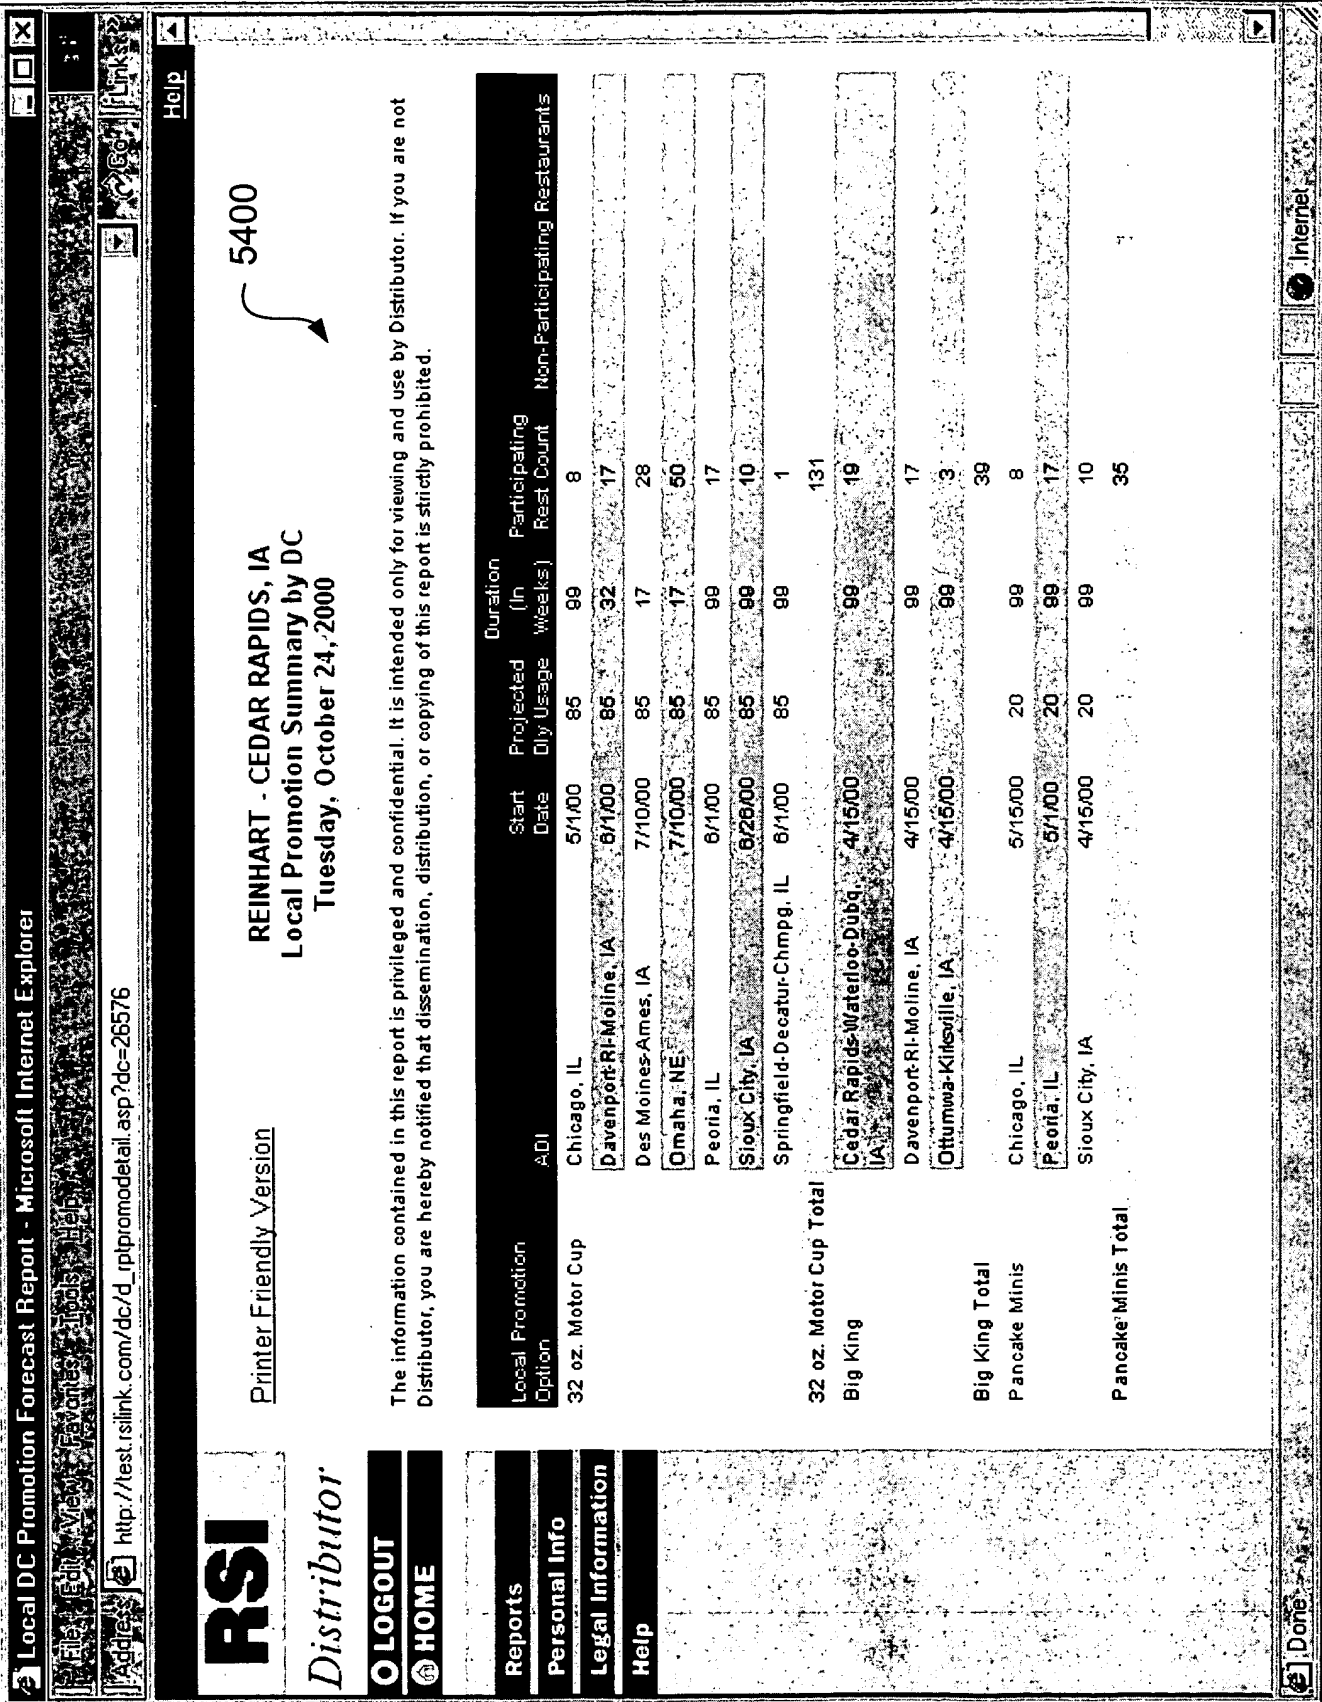 Local DC Promotion Forecast Report - Microsoft Internet Explorer
File Edit View Favorites Tools Help
Address http://test.rsilink.com/dc/d_rptpromodetail.asp?dc=26576 Go Links »
Help
RSI
Distributor
LOGOUT
HOME
Reports
Personal Info
Legal Information
Help
Printer Friendly Version
REINHART - CEDAR RAPIDS, IA
Local Promotion Summary by DC
Tuesday, October 24, 2000
5400
The information contained in this report is privileged and confidential. It is intended only for viewing and use by Distributor. If you are not
Distributor, you are hereby notified that dissemination, distribution, or copying of this report is strictly prohibited.
Duration
Local Promotion Start Projected (In Participating
Option ADI Date Dly Usage Weeks) Rest Count Non-Participating Restaurants
32 oz. Motor Cup Chicago, IL 5/1/00 85 99 8
Davenport-RI-Moline, IA 6/1/00 85 32 17
Des Moines-Ames, IA 7/10/00 85 17 28
Omaha, NE 7/10/00 85 17 50
Peoria, IL 6/1/00 85 99 17
Sioux City, IA 6/26/00 85 99 10
Springfield-Decatur-Chmpg, IL 6/1/00 85 99 1
32 oz. Motor Cup Total 131
Big King Cedar Rapids-Waterloo-Dubq, 4/15/00 99 19
IA
Davenport-RI-Moline, IA 4/15/00 99 17
Ottumwa-Kirksville, IA 4/15/00 99 3
Big King Total 39
Pancake Minis Chicago, IL 5/15/00 20 99 8
Peoria, IL 5/1/00 20 99 17
Sioux City, IA 4/15/00 20 99 10
Pancake Minis Total 35
Done Internet